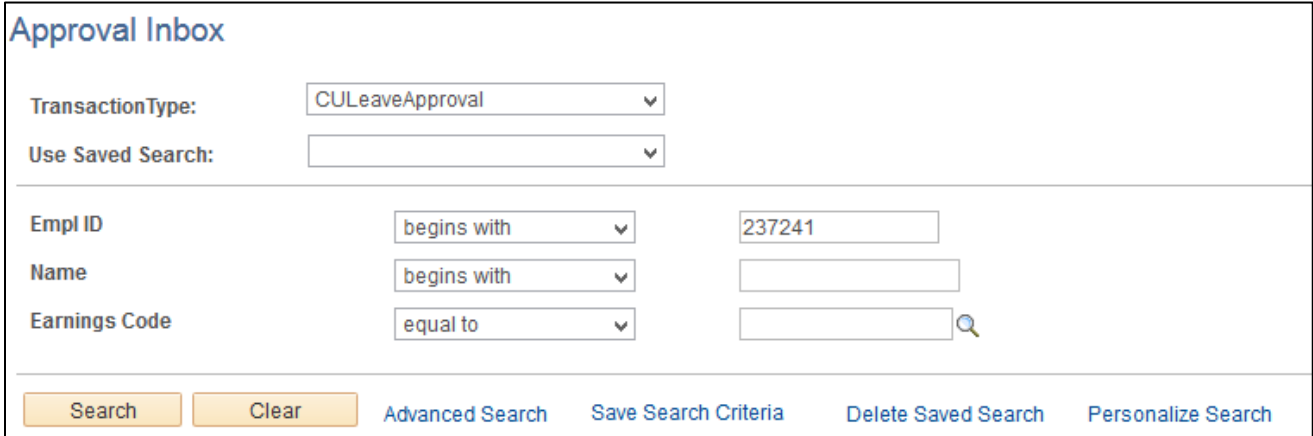 Approval Inbox
TransactionType: CULeaveApproval
Use Saved Search:
Empl ID begins with 237241
Name begins with
Earnings Code equal to
Search Clear Advanced Search Save Search Criteria Delete Saved Search Personalize Search